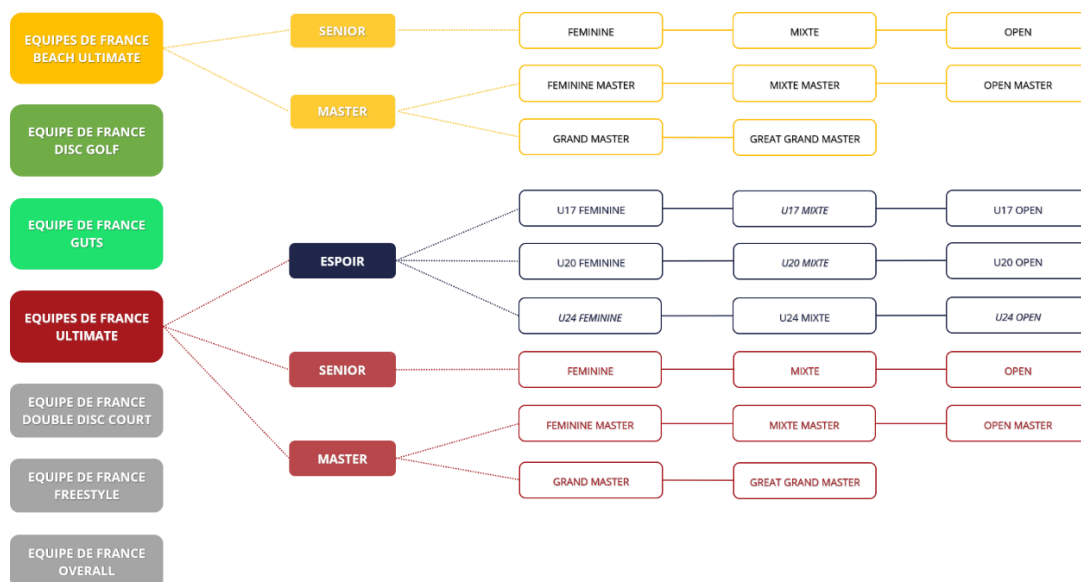 EQUIPES DE FRANCE
BEACH ULTIMATE
SENIOR
FEMININE
MIXTE
OPEN
MASTER
FEMININE MASTER
MIXTE MASTER
OPEN MASTER
GRAND MASTER
GREAT GRAND MASTER
EQUIPE DE FRANCE
DISC GOLF
EQUIPE DE FRANCE
GUTS
EQUIPES DE FRANCE
ULTIMATE
ESPOIR
U17 FEMININE
U17 MIXTE
U17 OPEN
U20 FEMININE
U20 MIXTE
U20 OPEN
U24 FEMININE
U24 MIXTE
U24 OPEN
SENIOR
FEMININE
MIXTE
OPEN
MASTER
FEMININE MASTER
MIXTE MASTER
OPEN MASTER
GRAND MASTER
GREAT GRAND MASTER
EQUIPE DE FRANCE
DOUBLE DISC COURT
EQUIPE DE FRANCE
FREESTYLE
EQUIPE DE FRANCE
OVERALL